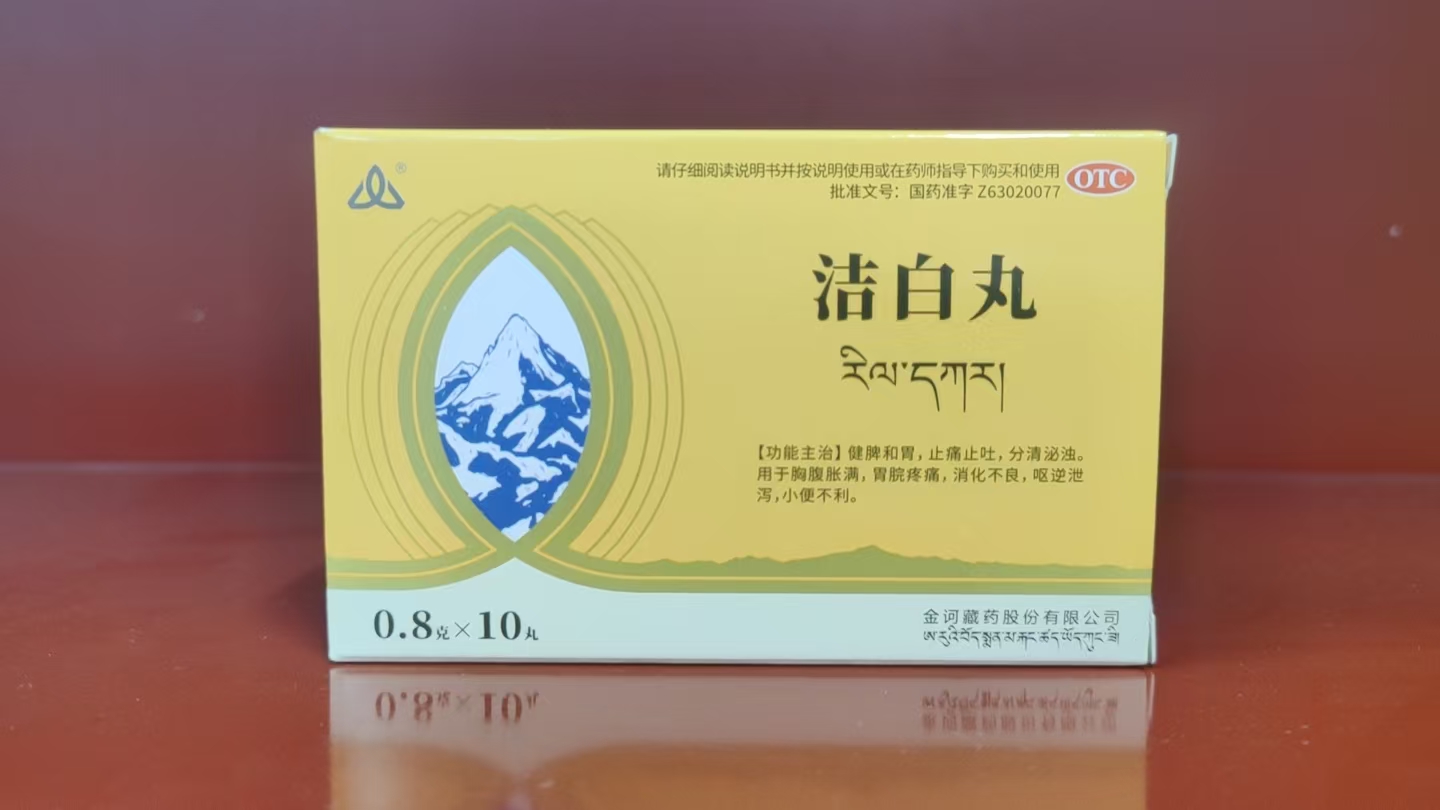 ®
请仔细阅读说明书并按说明使用或在药师指导下购买和使用
OTC
批准文号：国药准字 Z63020077
洁白丸
རིལ་དཀར།
【功能主治】健脾和胃，止痛止吐，分清泌浊。
用于胸腹胀满，胃脘疼痛，消化不良，呕逆泄
泻，小便不利。
0.8克×10丸
金诃藏药股份有限公司
ཨ་རུའི་བོད་སྨན་མ་རྐང་ཚད་ཡོད་ཀུང་ཟི།